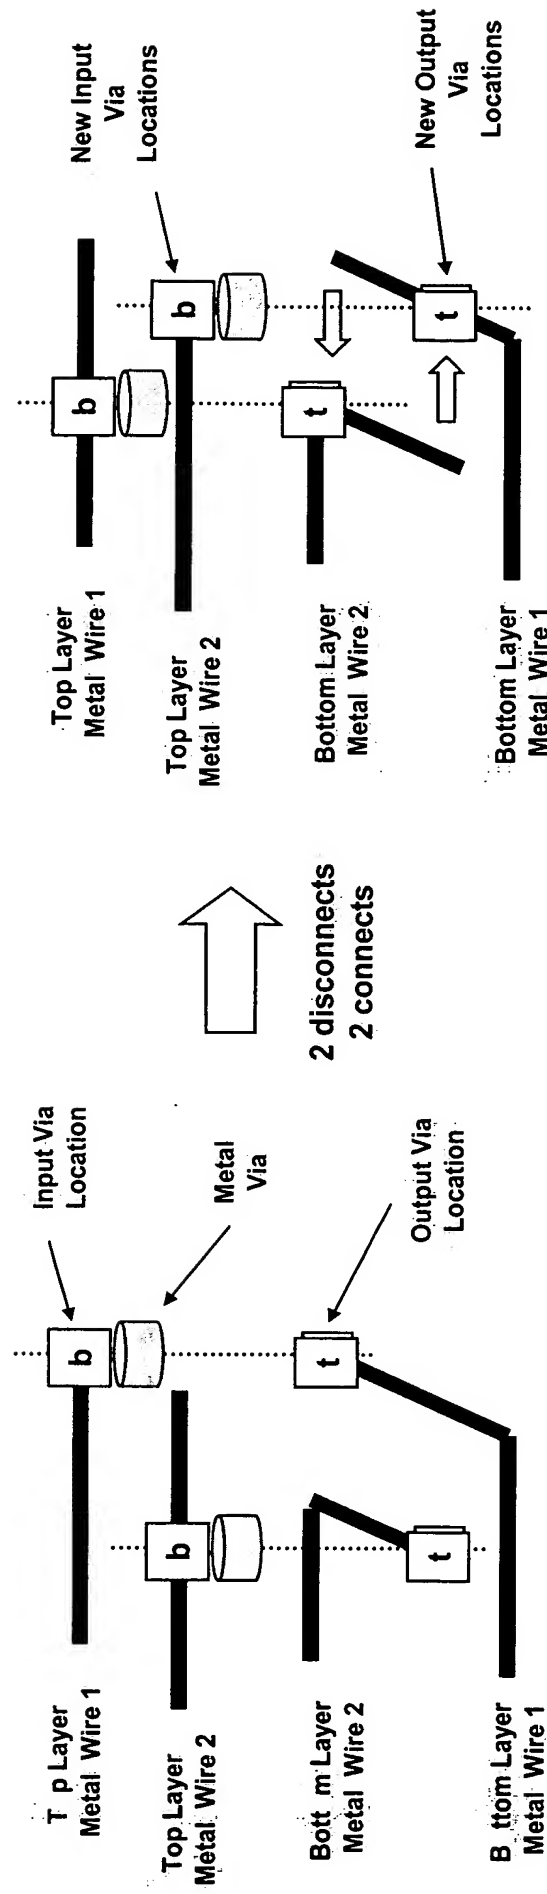 T p Layer
Metal Wire 1
Top Layer
Metal Wire 2
Bott m Layer
Metal Wire 2
B ttom Layer
Metal Wire 1
b
b
t
t
Input Via
Location
Metal
Via
Output Via
Location
2 disconnects
2 connects
Top Layer
Metal Wire 1
Top Layer
Metal Wire 2
Bottom Layer
Metal Wire 2
Bottom Layer
Metal Wire 1
b
b
t
t
New Input
Via
Locations
New Output
Via
Locations